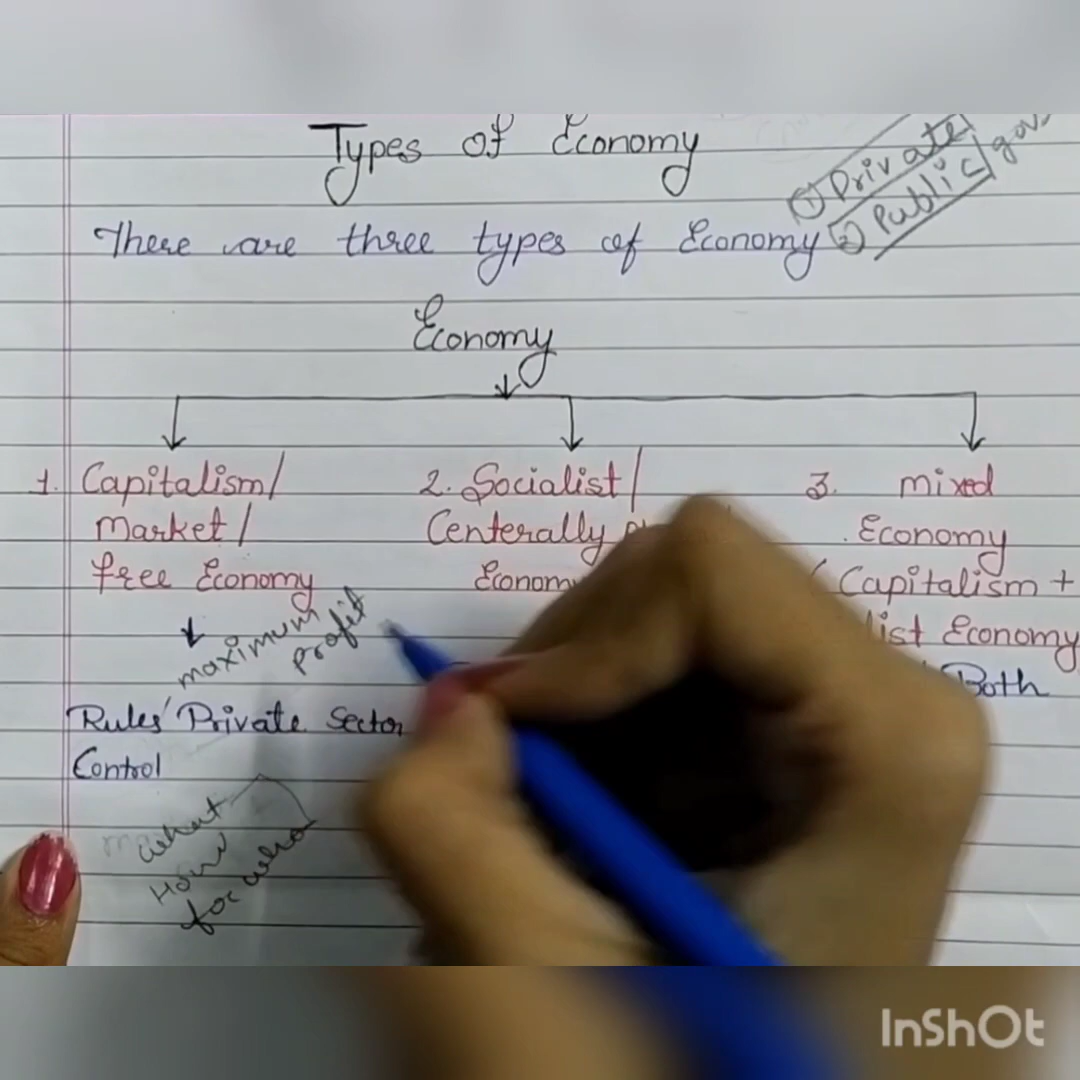 Types of Economy
① Private
② Public gov
There are three types of Economy
Economy
1. Capitalism/
Market/
free Economy
maximum
Profit
Rules Private Sector
Control
What
How
for who
2. Socialist/
Centerally
Economy
3. mixed
Economy
(Capitalism +
list Economy
Both
InShOt